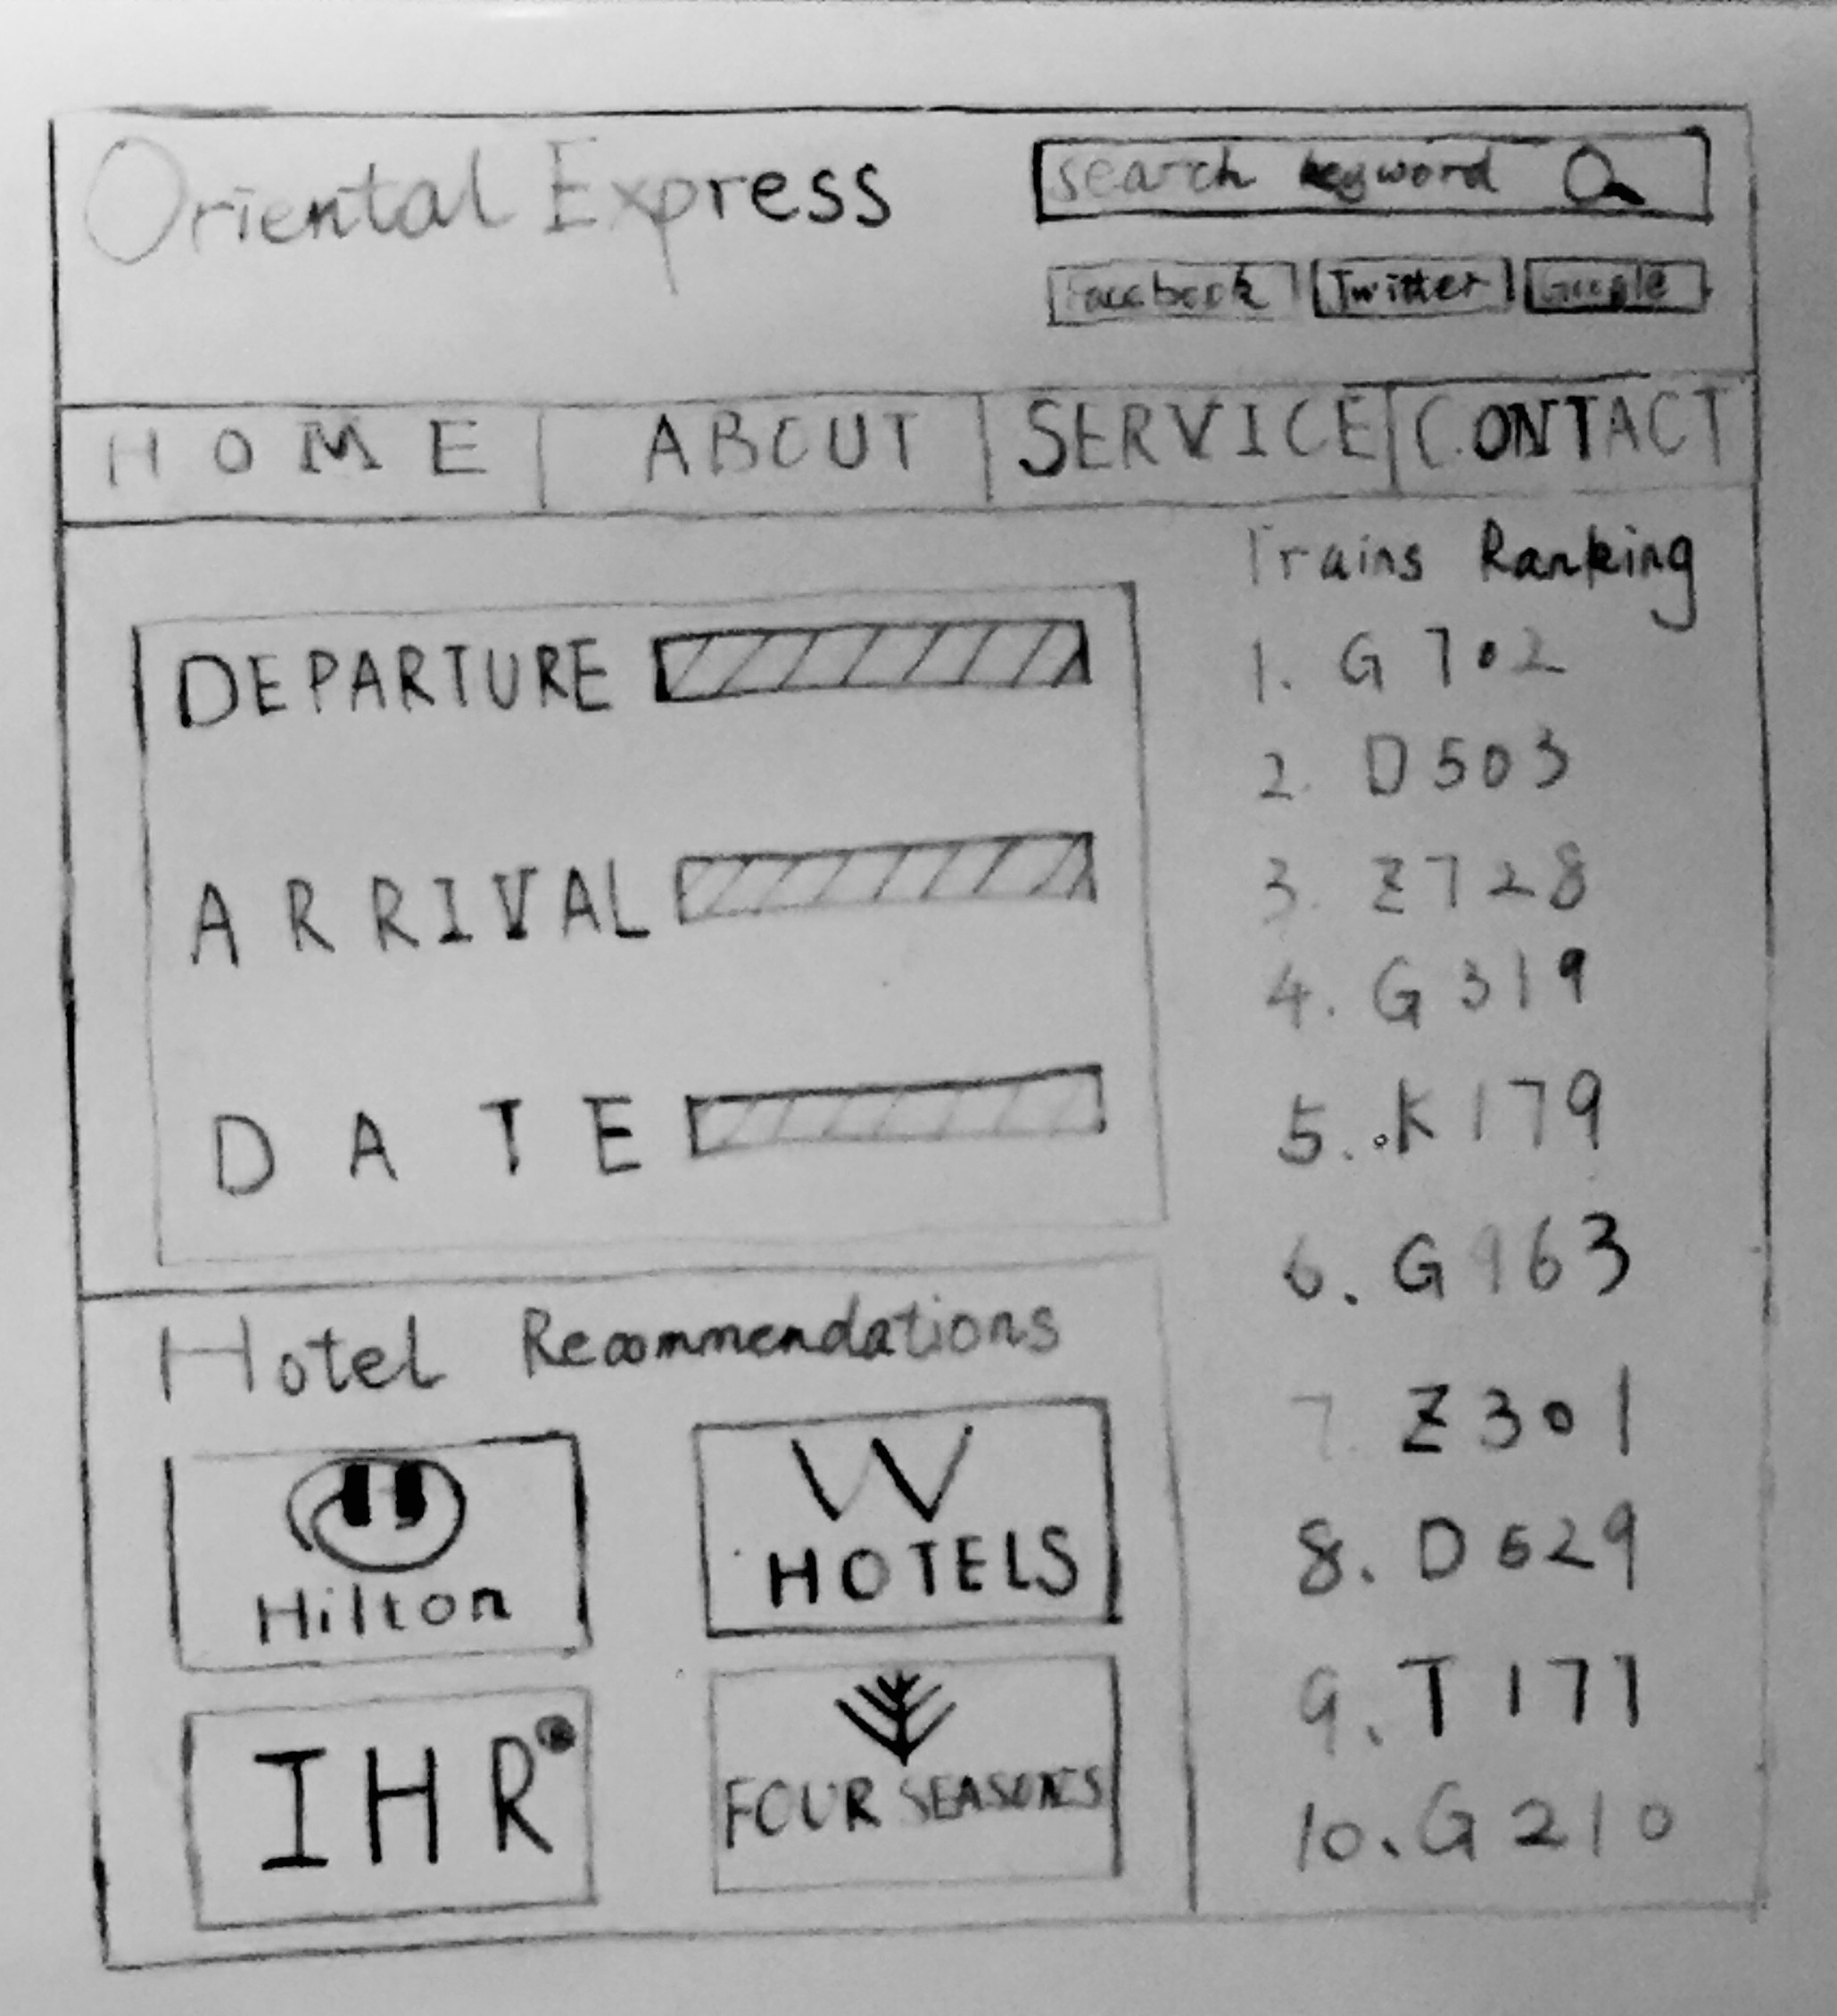 Oriental Express
search keyword
Facebook Twitter Google
HOME ABOUT SERVICE CONTACT
Trains Ranking
DEPARTURE
ARRIVAL
DATE
1. G702
2. D503
3. Z728
4. G319
5. K179
6. G963
7. Z301
8. D529
9. T171
10. G210
Hotel Recommendations
Hilton
W
HOTELS
IHR
FOUR SEASONS